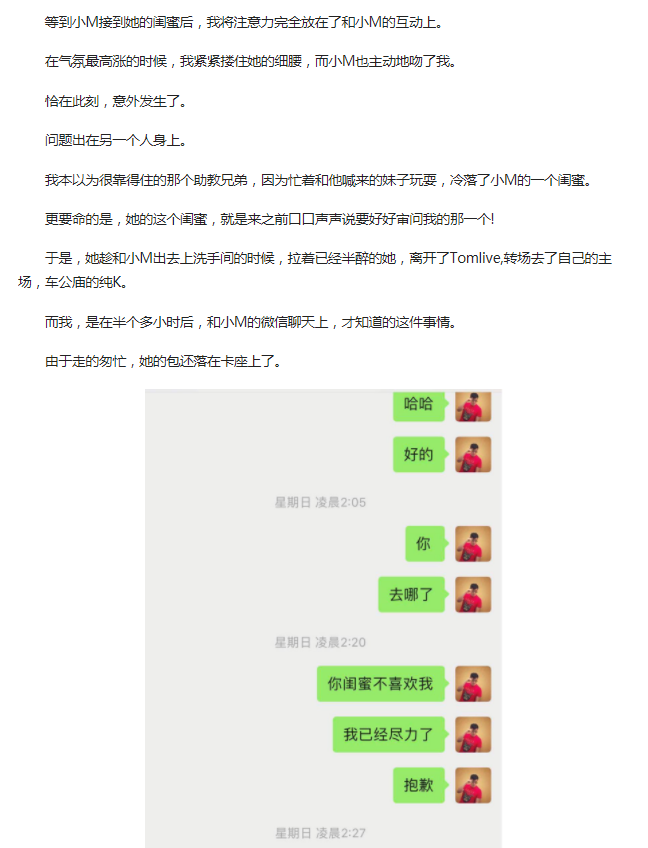 等到小M接到她的闺蜜后，我将注意力完全放在了和小M的互动上。
在气氛最高涨的时候，我紧紧搂住她的细腰，而小M也主动地吻了我。
恰在此刻，意外发生了。
问题出在另一个人身上。
我本以为很靠得住的那个助教兄弟，因为忙着和他喊来的妹子玩耍，冷落了小M的一个闺蜜。
更要命的是，她的这个闺蜜，就是来之前口口声声说要好好审问我的那一个!
于是，她趁和小M出去上洗手间的时候，拉着已经半醉的她，离开了Tomlive,转场去了自己的主
场，车公庙的纯K。
而我，是在半个多小时后，和小M的微信聊天上，才知道的这件事情。
由于走的匆忙，她的包还落在卡座上了。
哈哈
好的
星期日 凌晨2:05
你
去哪了
星期日 凌晨2:20
你闺蜜不喜欢我
我已经尽力了
抱歉
星期日 凌晨2:27